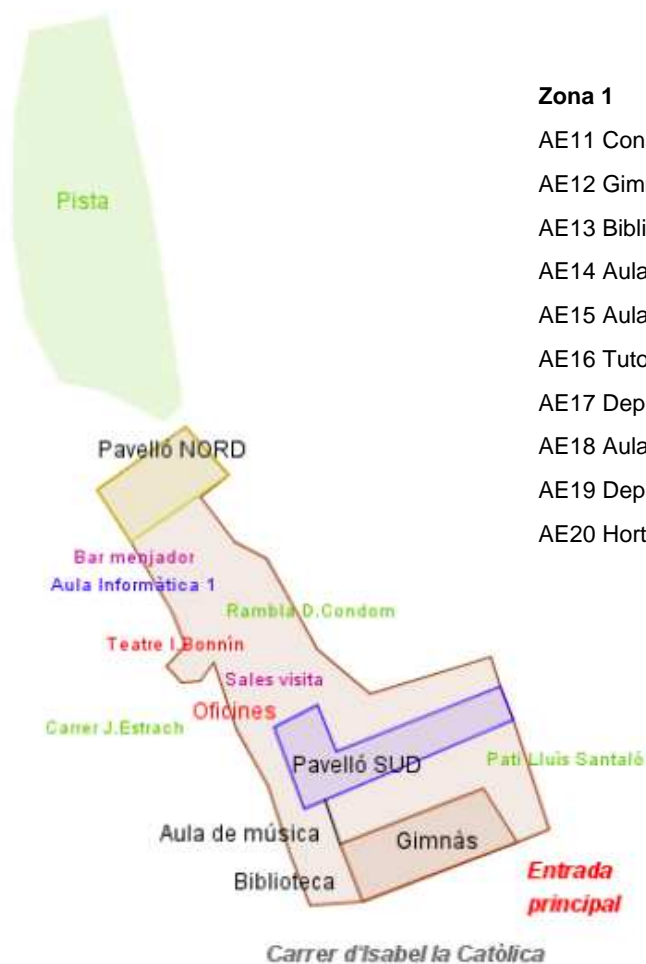 Pista
Zona 1
AE11 Con
AE12 Gim
AE13 Bibli
AE14 Aula
AE15 Aula
AE16 Tuto
AE17 Dep
AE18 Aula
AE19 Dep
AE20 Hort
Pavelló NORD
Bar menjador
Aula Informàtica 1
Rambla D.Condom
Teatre I.Bonnín
Sales visita
Oficines
Carrer J.Estrach
Pavelló SUD
Pati Lluís Santaló
Aula de música
Gimnàs
Biblioteca
Entrada
principal
Carrer d'Isabel la Catòlica